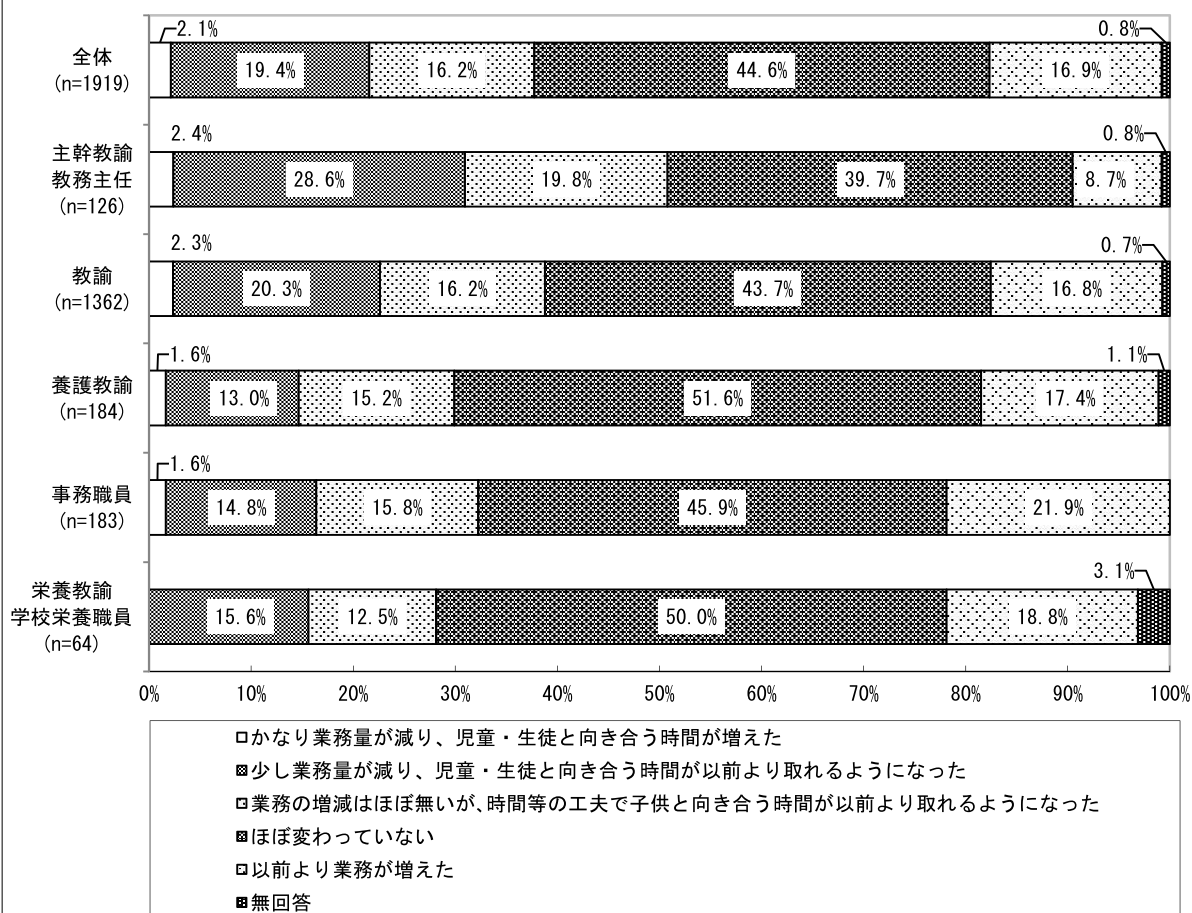 2.1%
0.8%
全体
(n=1919)
19.4%
16.2%
44.6%
16.9%
2.4%
0.8%
主幹教諭
教務主任
(n=126)
28.6%
19.8%
39.7%
8.7%
2.3%
0.7%
教諭
(n=1362)
20.3%
16.2%
43.7%
16.8%
1.6%
1.1%
養護教諭
(n=184)
13.0%
15.2%
51.6%
17.4%
1.6%
事務職員
(n=183)
14.8%
15.8%
45.9%
21.9%
3.1%
栄養教諭
学校栄養職員
(n=64)
15.6%
12.5%
50.0%
18.8%
0% 10% 20% 30% 40% 50% 60% 70% 80% 90% 100%
かなり業務量が減り、児童・生徒と向き合う時間が増えた
少し業務量が減り、児童・生徒と向き合う時間が以前より取れるようになった
業務の増減はほぼ無いが、時間等の工夫で子供と向き合う時間が以前より取れるようになった
ほぼ変わっていない
以前より業務が増えた
無回答